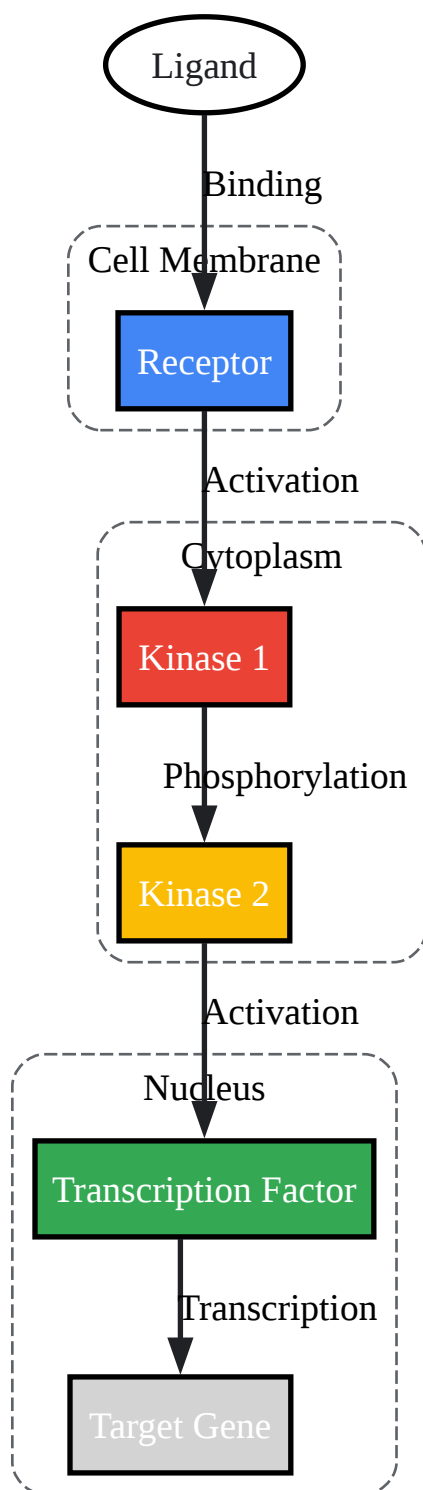 Ligand
Binding
Cell Membrane
Receptor
Activation
Cytoplasm
Kinase 1
Phosphorylation
Kinase 2
Activation
Nucleus
Transcription Factor
Transcription
Target Gene